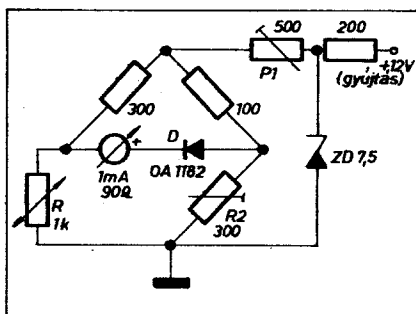 500
200
P1
+12V
(gyújtás)
300
100
D
+
1mA
90Ω
OA 1182
ZD 7,5
R
1k
R2
300